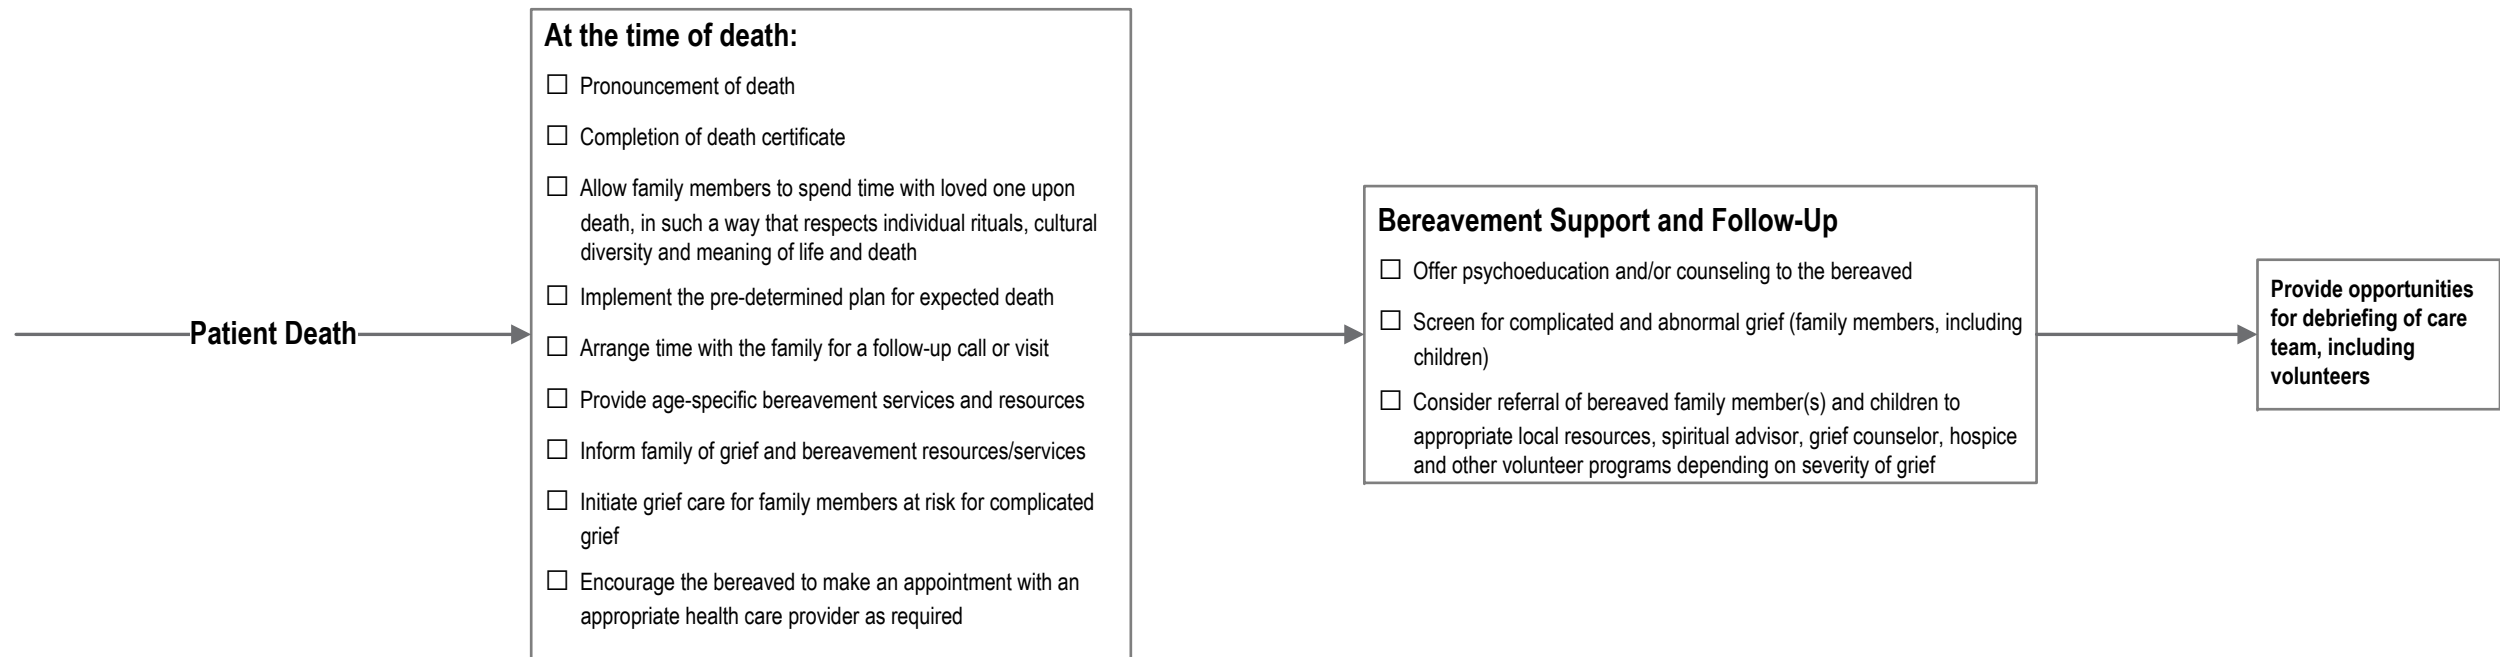 Patient Death
At the time of death:
☐ Pronouncement of death
☐ Completion of death certificate
☐ Allow family members to spend time with loved one upon
death, in such a way that respects individual rituals, cultural
diversity and meaning of life and death
☐ Implement the pre-determined plan for expected death
☐ Arrange time with the family for a follow-up call or visit
☐ Provide age-specific bereavement services and resources
☐ Inform family of grief and bereavement resources/services
☐ Initiate grief care for family members at risk for complicated
grief
☐ Encourage the bereaved to make an appointment with an
appropriate health care provider as required
Bereavement Support and Follow-Up
☐ Offer psychoeducation and/or counseling to the bereaved
☐ Screen for complicated and abnormal grief (family members, including
children)
☐ Consider referral of bereaved family member(s) and children to
appropriate local resources, spiritual advisor, grief counselor, hospice
and other volunteer programs depending on severity of grief
Provide opportunities
for debriefing of care
team, including
volunteers